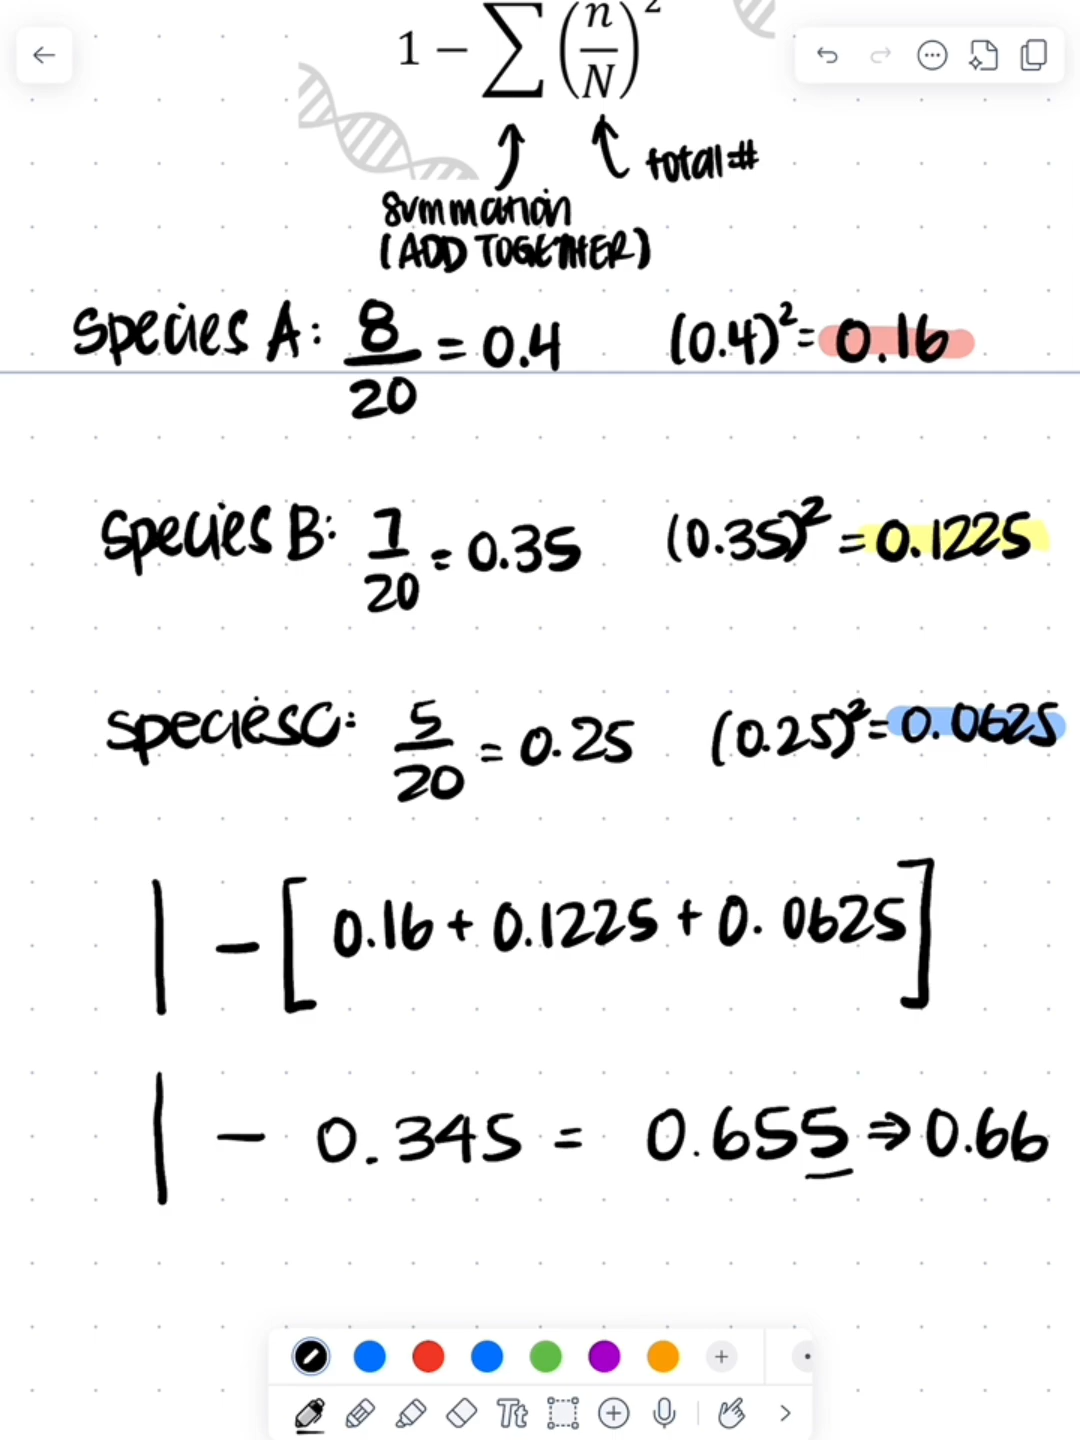 1 − ∑ (n/N)²
total #
summation
(ADD TOGETHER)
Species A: 8/20 = 0.4 (0.4)² = 0.16
Species B: 7/20 = 0.35 (0.35)² = 0.1225
Species C: 5/20 = 0.25 (0.25)² = 0.0625
1 - [0.16 + 0.1225 + 0.0625]
1 - 0.345 = 0.655 ⇒ 0.66
Tt